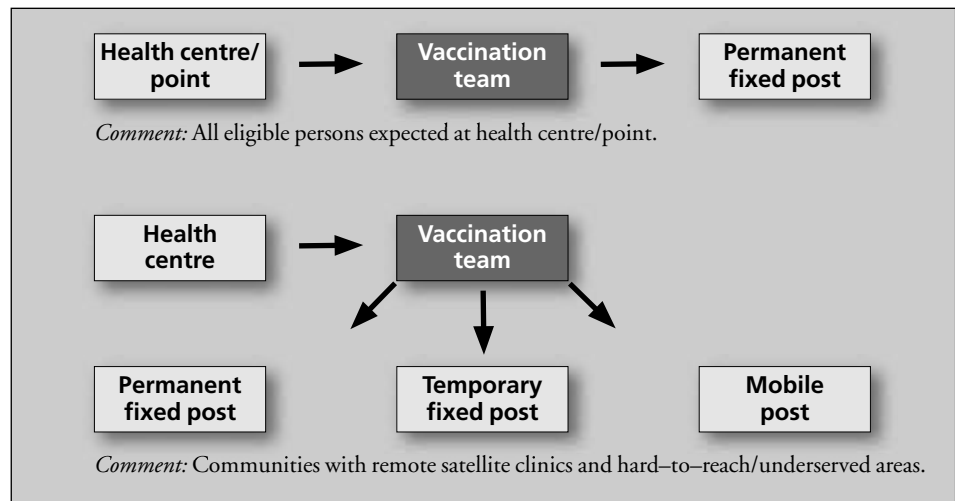 Health centre/
point
Vaccination
team
Permanent
fixed post
Comment: All eligible persons expected at health centre/point.
Health
centre
Vaccination
team
Permanent
fixed post
Temporary
fixed post
Mobile
post
Comment: Communities with remote satellite clinics and hard–to–reach/underserved areas.